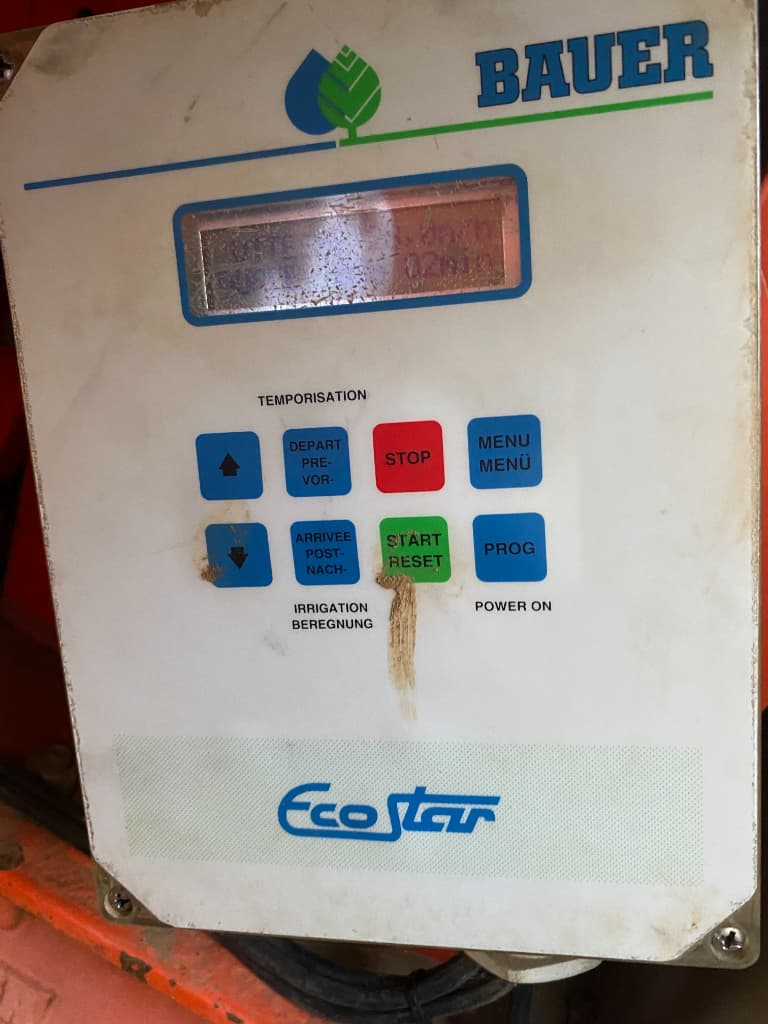 BAUER
02min
TEMPORISATION
DEPART
PRE-
VOR-
STOP
MENU
MENÜ
ARRIVEE
POST-
NACH-
START
RESET
PROG
IRRIGATION
BEREGNUNG
POWER ON
EcoStar